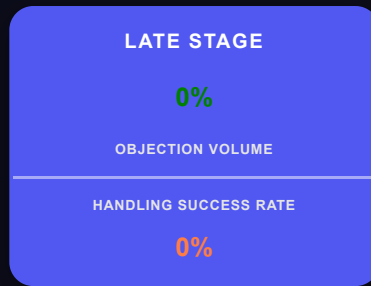 LATE STAGE
0%
OBJECTION VOLUME
HANDLING SUCCESS RATE
0%